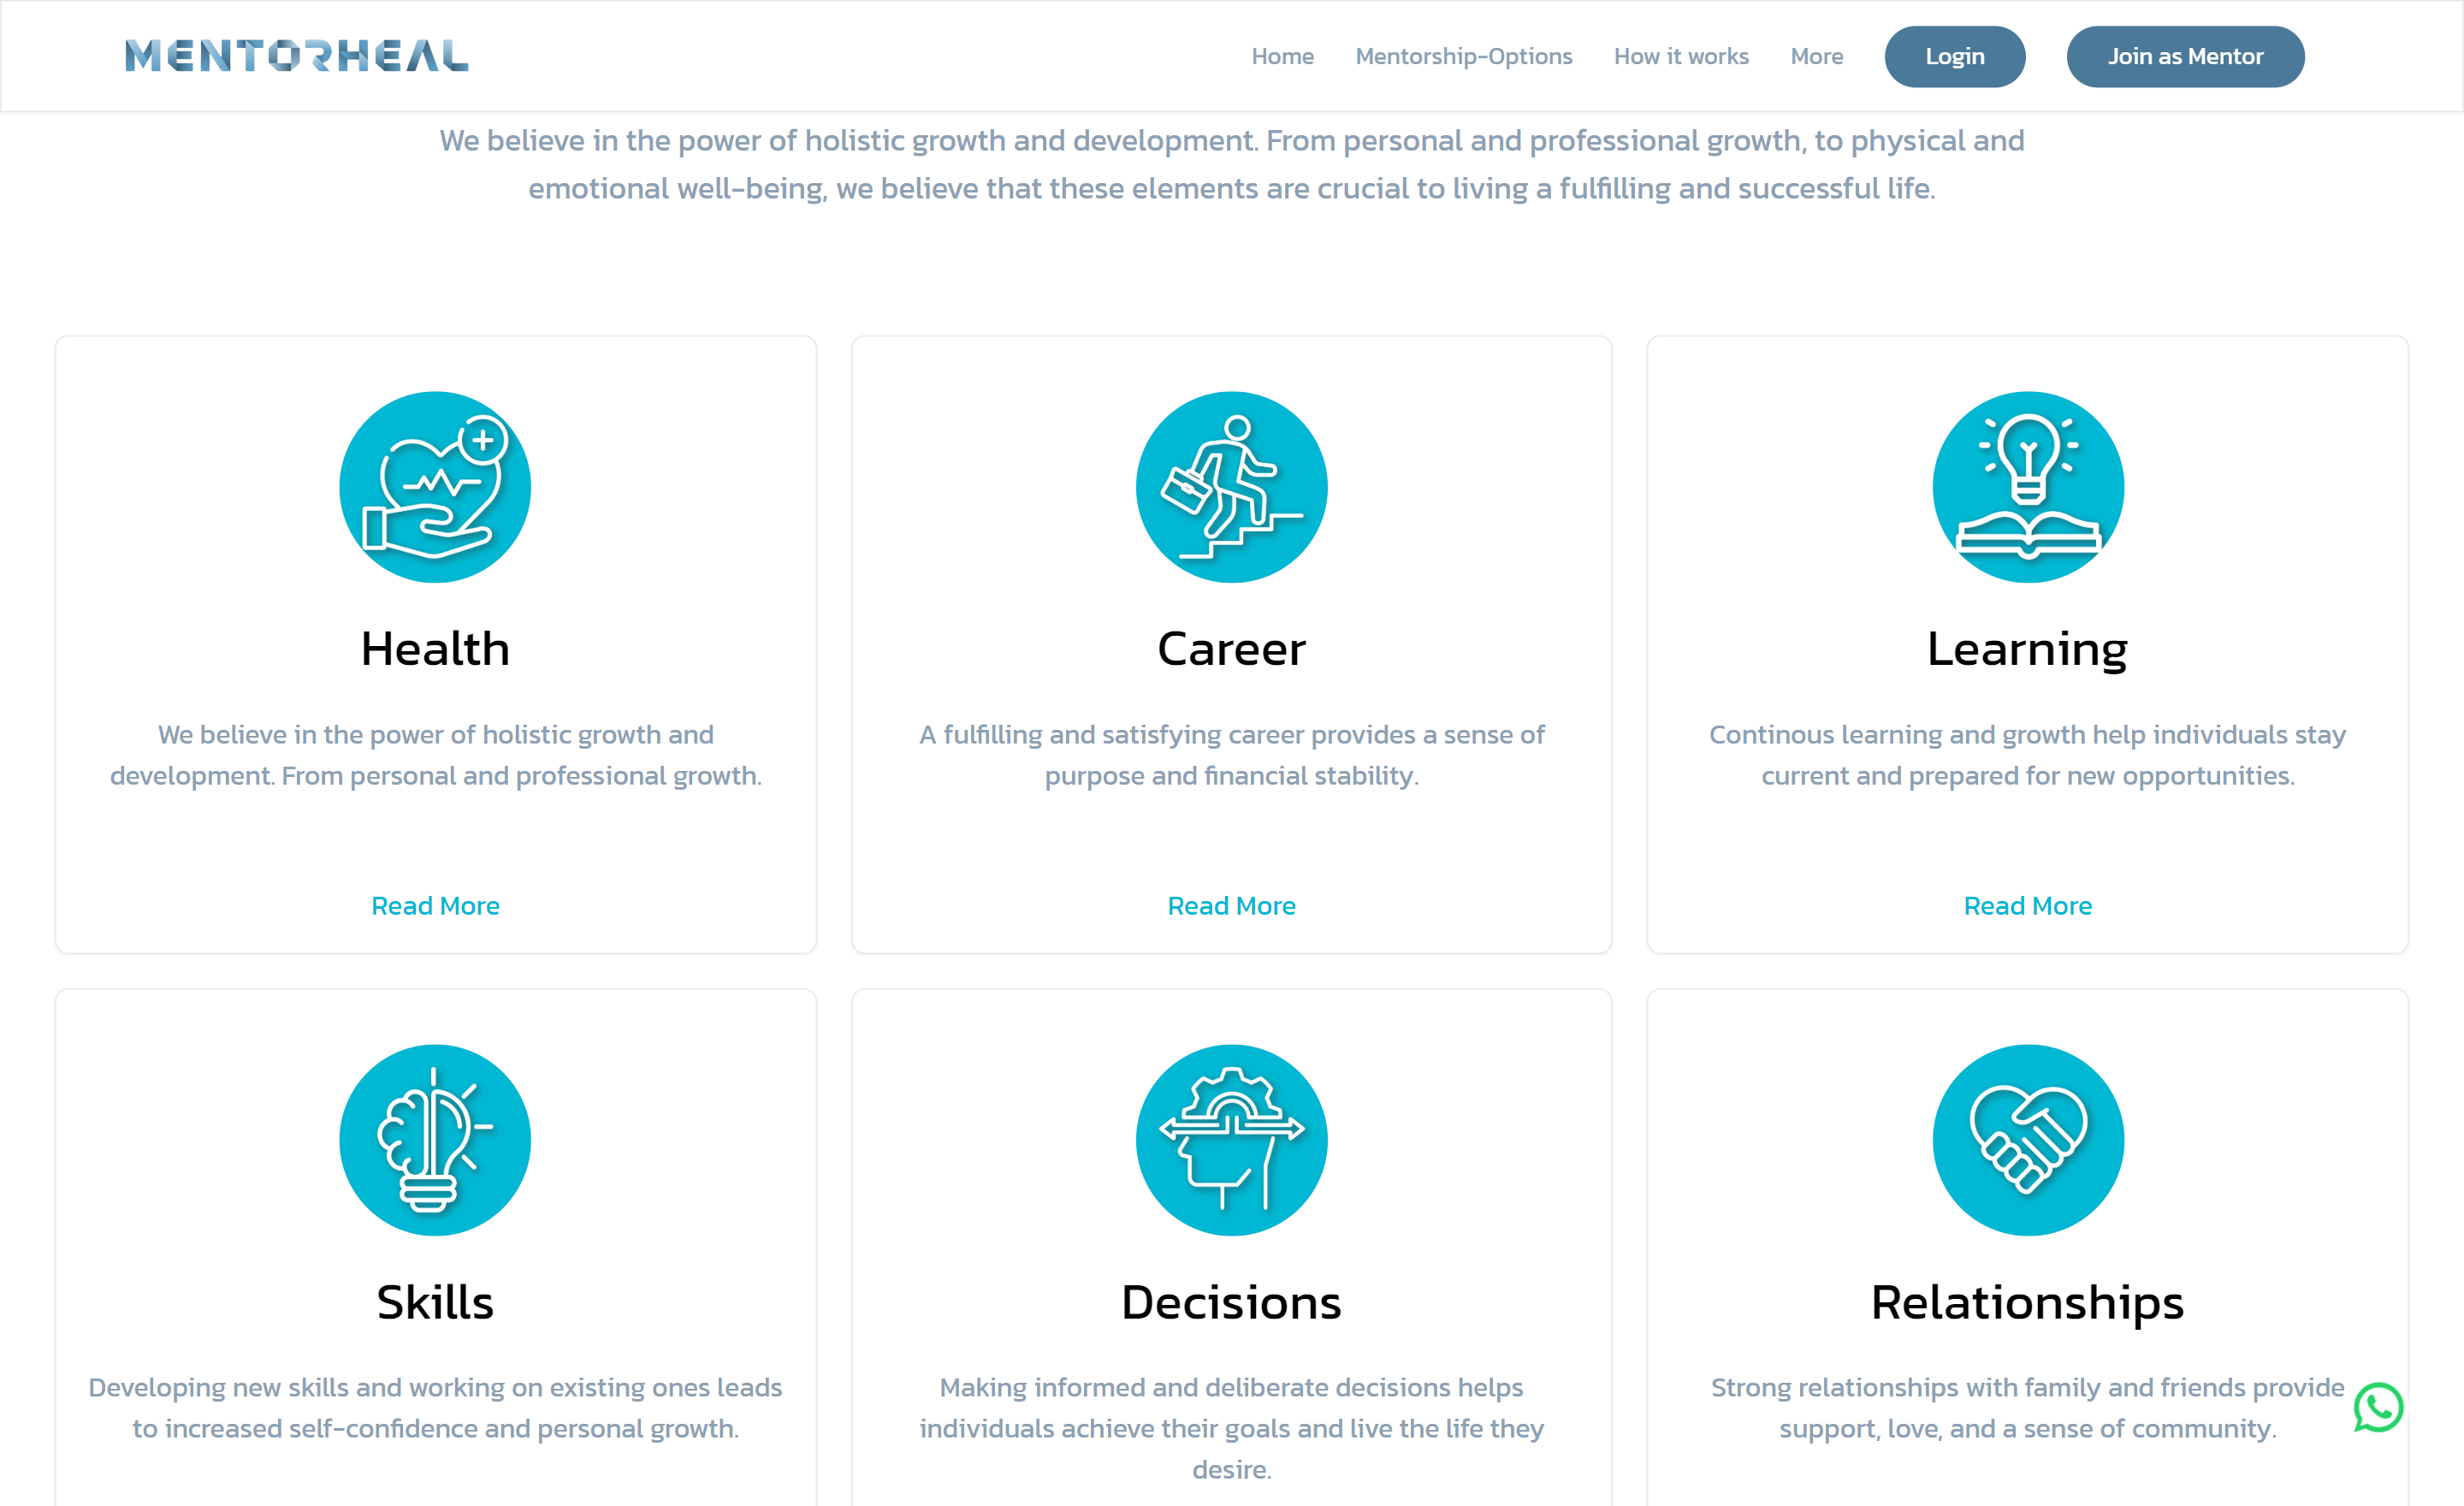 MENTORHEAL
Home
Mentorship-Options
How it works
More
Login
Join as Mentor
We believe in the power of holistic growth and development. From personal and professional growth, to physical and
emotional well-being, we believe that these elements are crucial to living a fulfilling and successful life.
Health
We believe in the power of holistic growth and
development. From personal and professional growth.
Read More
Career
A fulfilling and satisfying career provides a sense of
purpose and financial stability.
Read More
Learning
Continous learning and growth help individuals stay
current and prepared for new opportunities.
Read More
Skills
Developing new skills and working on existing ones leads
to increased self-confidence and personal growth.
Decisions
Making informed and deliberate decisions helps
individuals achieve their goals and live the life they
desire.
Relationships
Strong relationships with family and friends provide
support, love, and a sense of community.